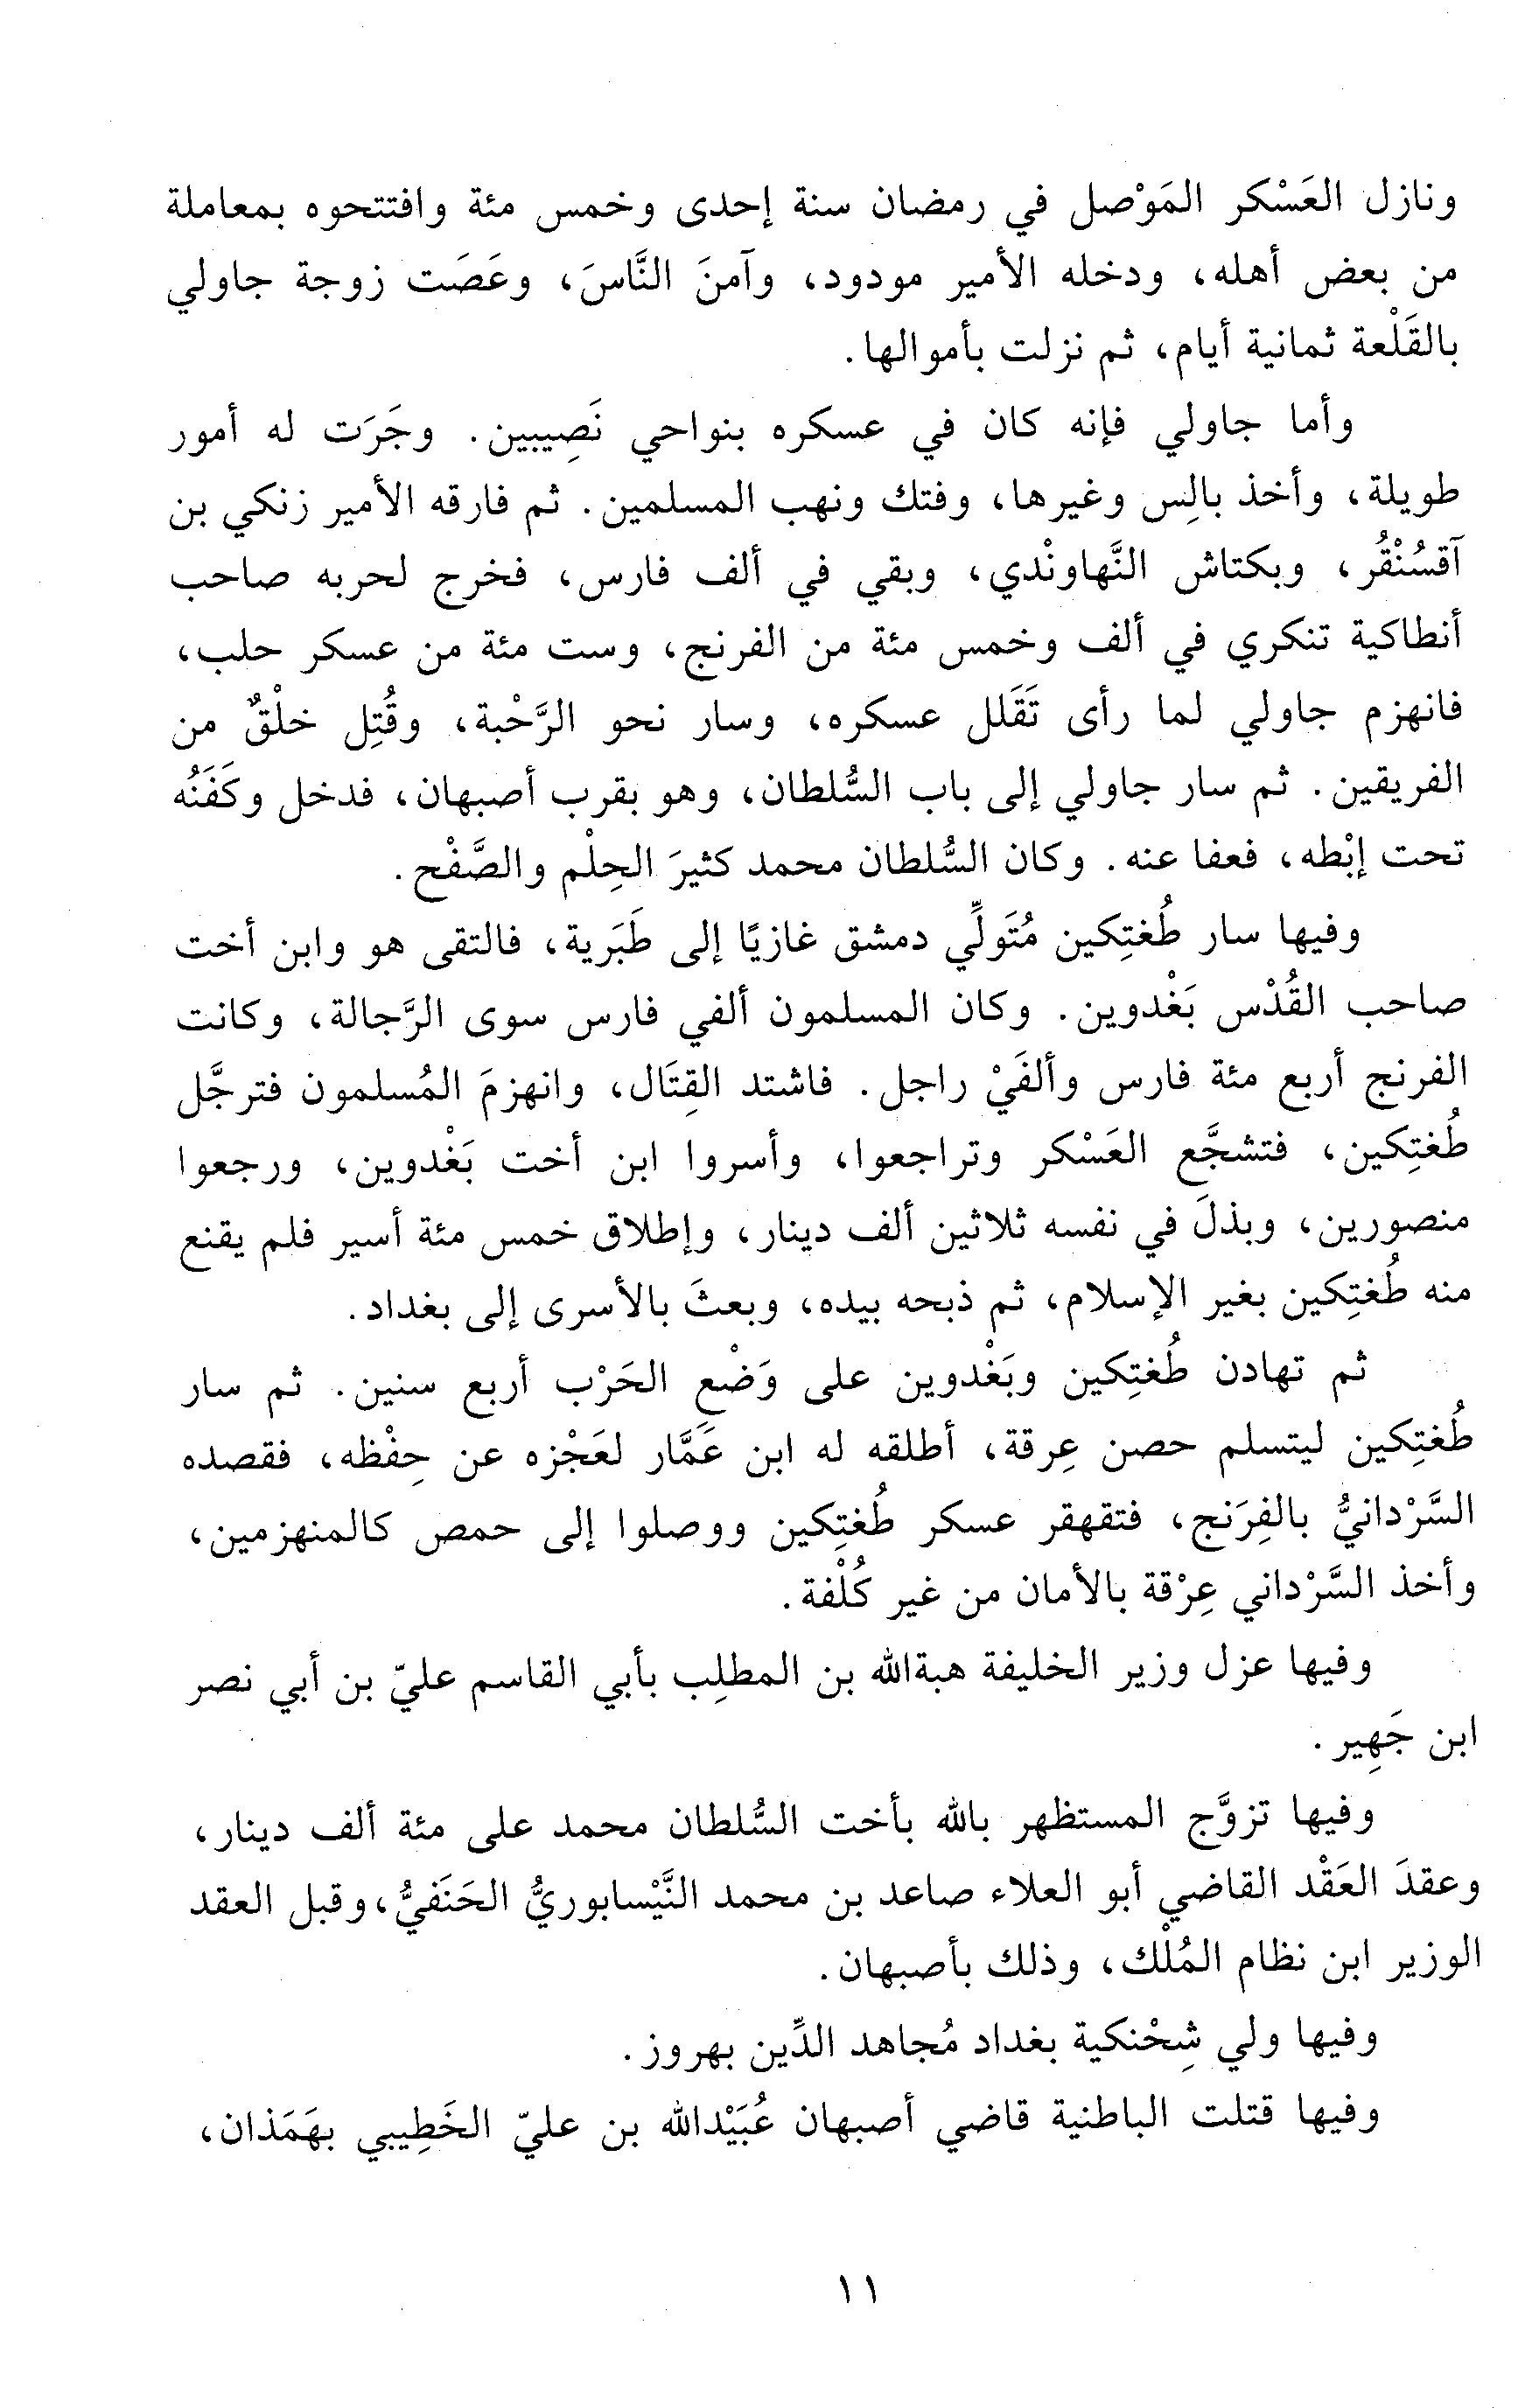 ونازل العَسْكر المَوْصل في رمضان سنة إحدى وخمس مئة وافتتحوه بمعاملة
من بعض أهله، ودخله الأمير مودود، وآمنَ النَّاسَ، وعَصَت زوجة جاولي
بالقَلْعة ثمانية أيام، ثم نزلت بأموالها.
وأما جاولي فإنه كان في عسكره بنواحي نَصِيبين. وجَرَت له أمور
طويلة، وأخذ بالِس وغيرها، وفتك ونهب المسلمين. ثم فارقه الأمير زنكي بن
آقسُنْقُر، وبكتاش النَّهاونْدي، وبقي في ألف فارس، فخرج لحربه صاحب
أنطاكية تنكري في ألف وخمس مئة من الفرنج، وست مئة من عسكر حلب،
فانهزم جاولي لما رأى تَقَلل عسكره، وسار نحو الرَّحْبة، وقُتِل خلْقٌ من
الفريقين. ثم سار جاولي إلى باب السُّلطان، وهو بقرب أصبهان، فدخل وكَفَنُه
تحت إبْطه، فعفا عنه. وكان السُّلطان محمد كثيرَ الحِلْم والصَّفْح.
وفيها سار طُغتِكين مُتَولِّي دمشق غازيًا إلى طَبَرية، فالتقى هو وابن أخت
صاحب القُدْس بَغْدوين. وكان المسلمون ألفي فارس سوى الرَّجالة، وكانت
الفرنج أربع مئة فارس وألفَيْ راجل. فاشتد القِتَال، وانهزمَ المُسلمون فترجَّل
طُغتِكين، فتشجَّع العَسْكر وتراجعوا، وأسروا ابن أخت بَغْدوين، ورجعوا
منصورين، وبذلَ في نفسه ثلاثين ألف دينار، وإطلاق خمس مئة أسير فلم يقنع
منه طُغتِكين بغير الإسلام، ثم ذبحه بيده، وبعثَ بالأسرى إلى بغداد.
ثم تهادن طُغتِكين وبَغْدوين على وَضْع الحَرْب أربع سنين. ثم سار
طُغتِكين ليتسلم حصن عِرقة، أطلقه له ابن عَمَّار لعَجْزه عن حِفْظه، فقصده
السَّرْدانيُّ بالفِرَنج، فتقهقر عسكر طُغتِكين ووصلوا إلى حمص كالمنهزمين،
وأخذ السَّرْداني عِرْقة بالأمان من غير كُلْفة.
وفيها عزل وزير الخليفة هبةالله بن المطلِب بأبي القاسم عليّ بن أبي نصر
ابن جَهِير.
وفيها تزوَّج المستظهر بالله بأخت السُّلطان محمد على مئة ألف دينار،
وعقدَ العَقْد القاضي أبو العلاء صاعد بن محمد النَّيْسابوريُّ الحَنَفيُّ، وقبل العقد
الوزير ابن نظام المُلْك، وذلك بأصبهان.
وفيها ولي شِحْنكية بغداد مُجاهد الدِّين بهروز.
وفيها قتلت الباطنية قاضي أصبهان عُبَيْدالله بن عليّ الخَطِيبي بهَمَذان،
١١